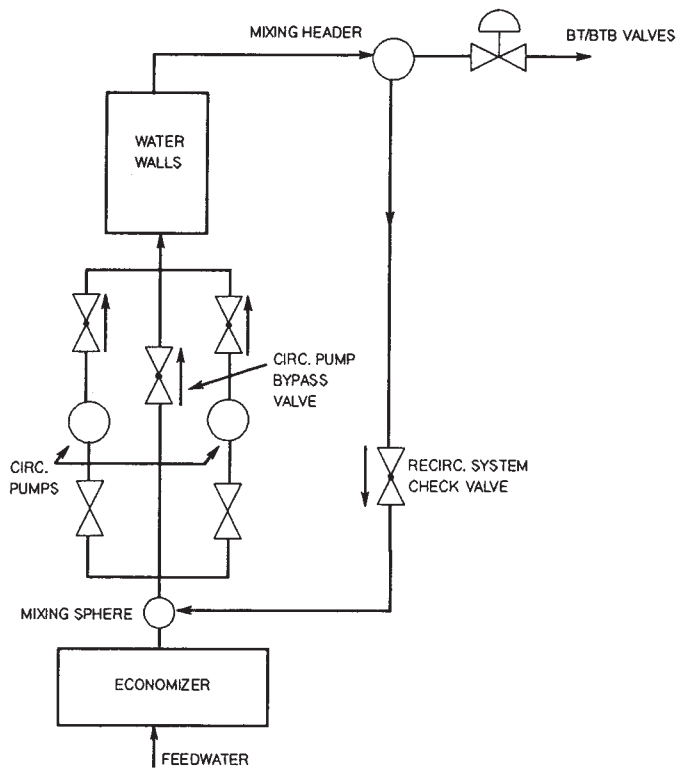 MIXING HEADER
BT/BTB VALVES
WATER
WALLS
CIRC. PUMP
BYPASS
VALVE
CIRC.
PUMPS
RECIRC. SYSTEM
CHECK VALVE
MIXING SPHERE
ECONOMIZER
FEEDWATER